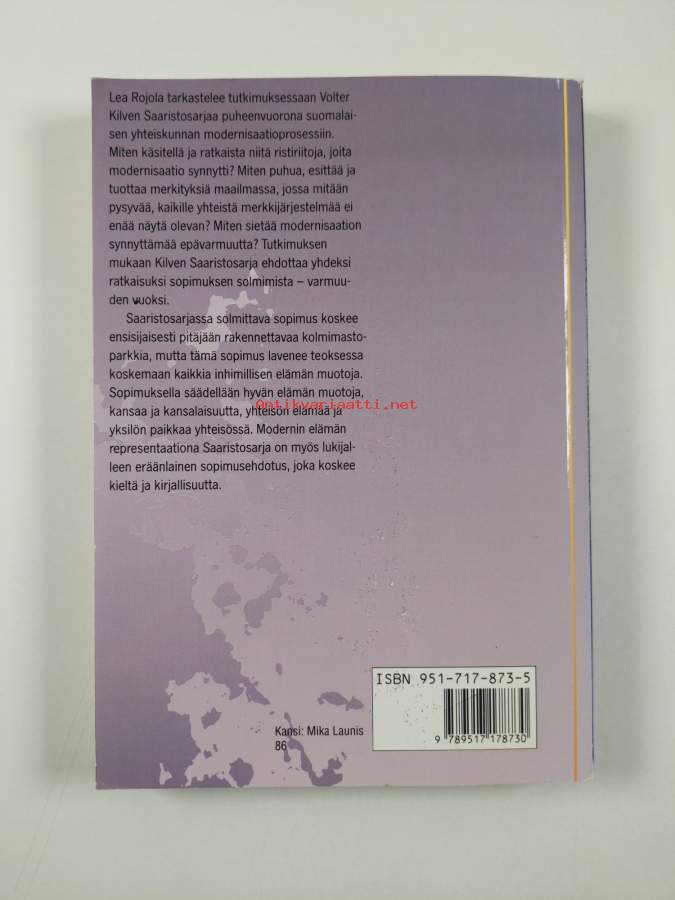 Lea Rojola tarkastelee tutkimuksessaan Volter
Kilven Saaristosarjaa puheenvuorona suomalai-
sen yhteiskunnan modernisaatioprosessiin.
Miten käsitellä ja ratkaista niitä ristiriitoja, joita
modernisaatio synnytti? Miten puhua, esittää ja
tuottaa merkityksiä maailmassa, jossa mitään
pysyvää, kaikille yhteistä merkkijärjestelmää ei
enää näytä olevan? Miten sietää modernisaation
synnyttämää epävarmuutta? Tutkimuksen
mukaan Kilven Saaristosarja ehdottaa yhdeksi
ratkaisuksi sopimuksen solmimista – varmuu-
den vuoksi.
Saaristosarjassa solmittava sopimus koskee
ensisijaisesti pitäjään rakennettavaa kolmimasto-
parkkia, mutta tämä sopimus lavenee teoksessa
koskemaan kaikkia inhimillisen elämän muotoja.
Sopimuksella säädellään hyvän elämän muotoja,
kansaa ja kansalaisuutta, yhteisön elämää ja
yksilön paikkaa yhteisössä. Modernin elämän
representaationa Saaristosarja on myös lukijal-
leen eräänlainen sopimusehdotus, joka koskee
kieltä ja kirjallisuutta.
Antikvariaatti.net
ISBN 951-717-873-5
9 789517 178730
Kansi: Mika Launis
86